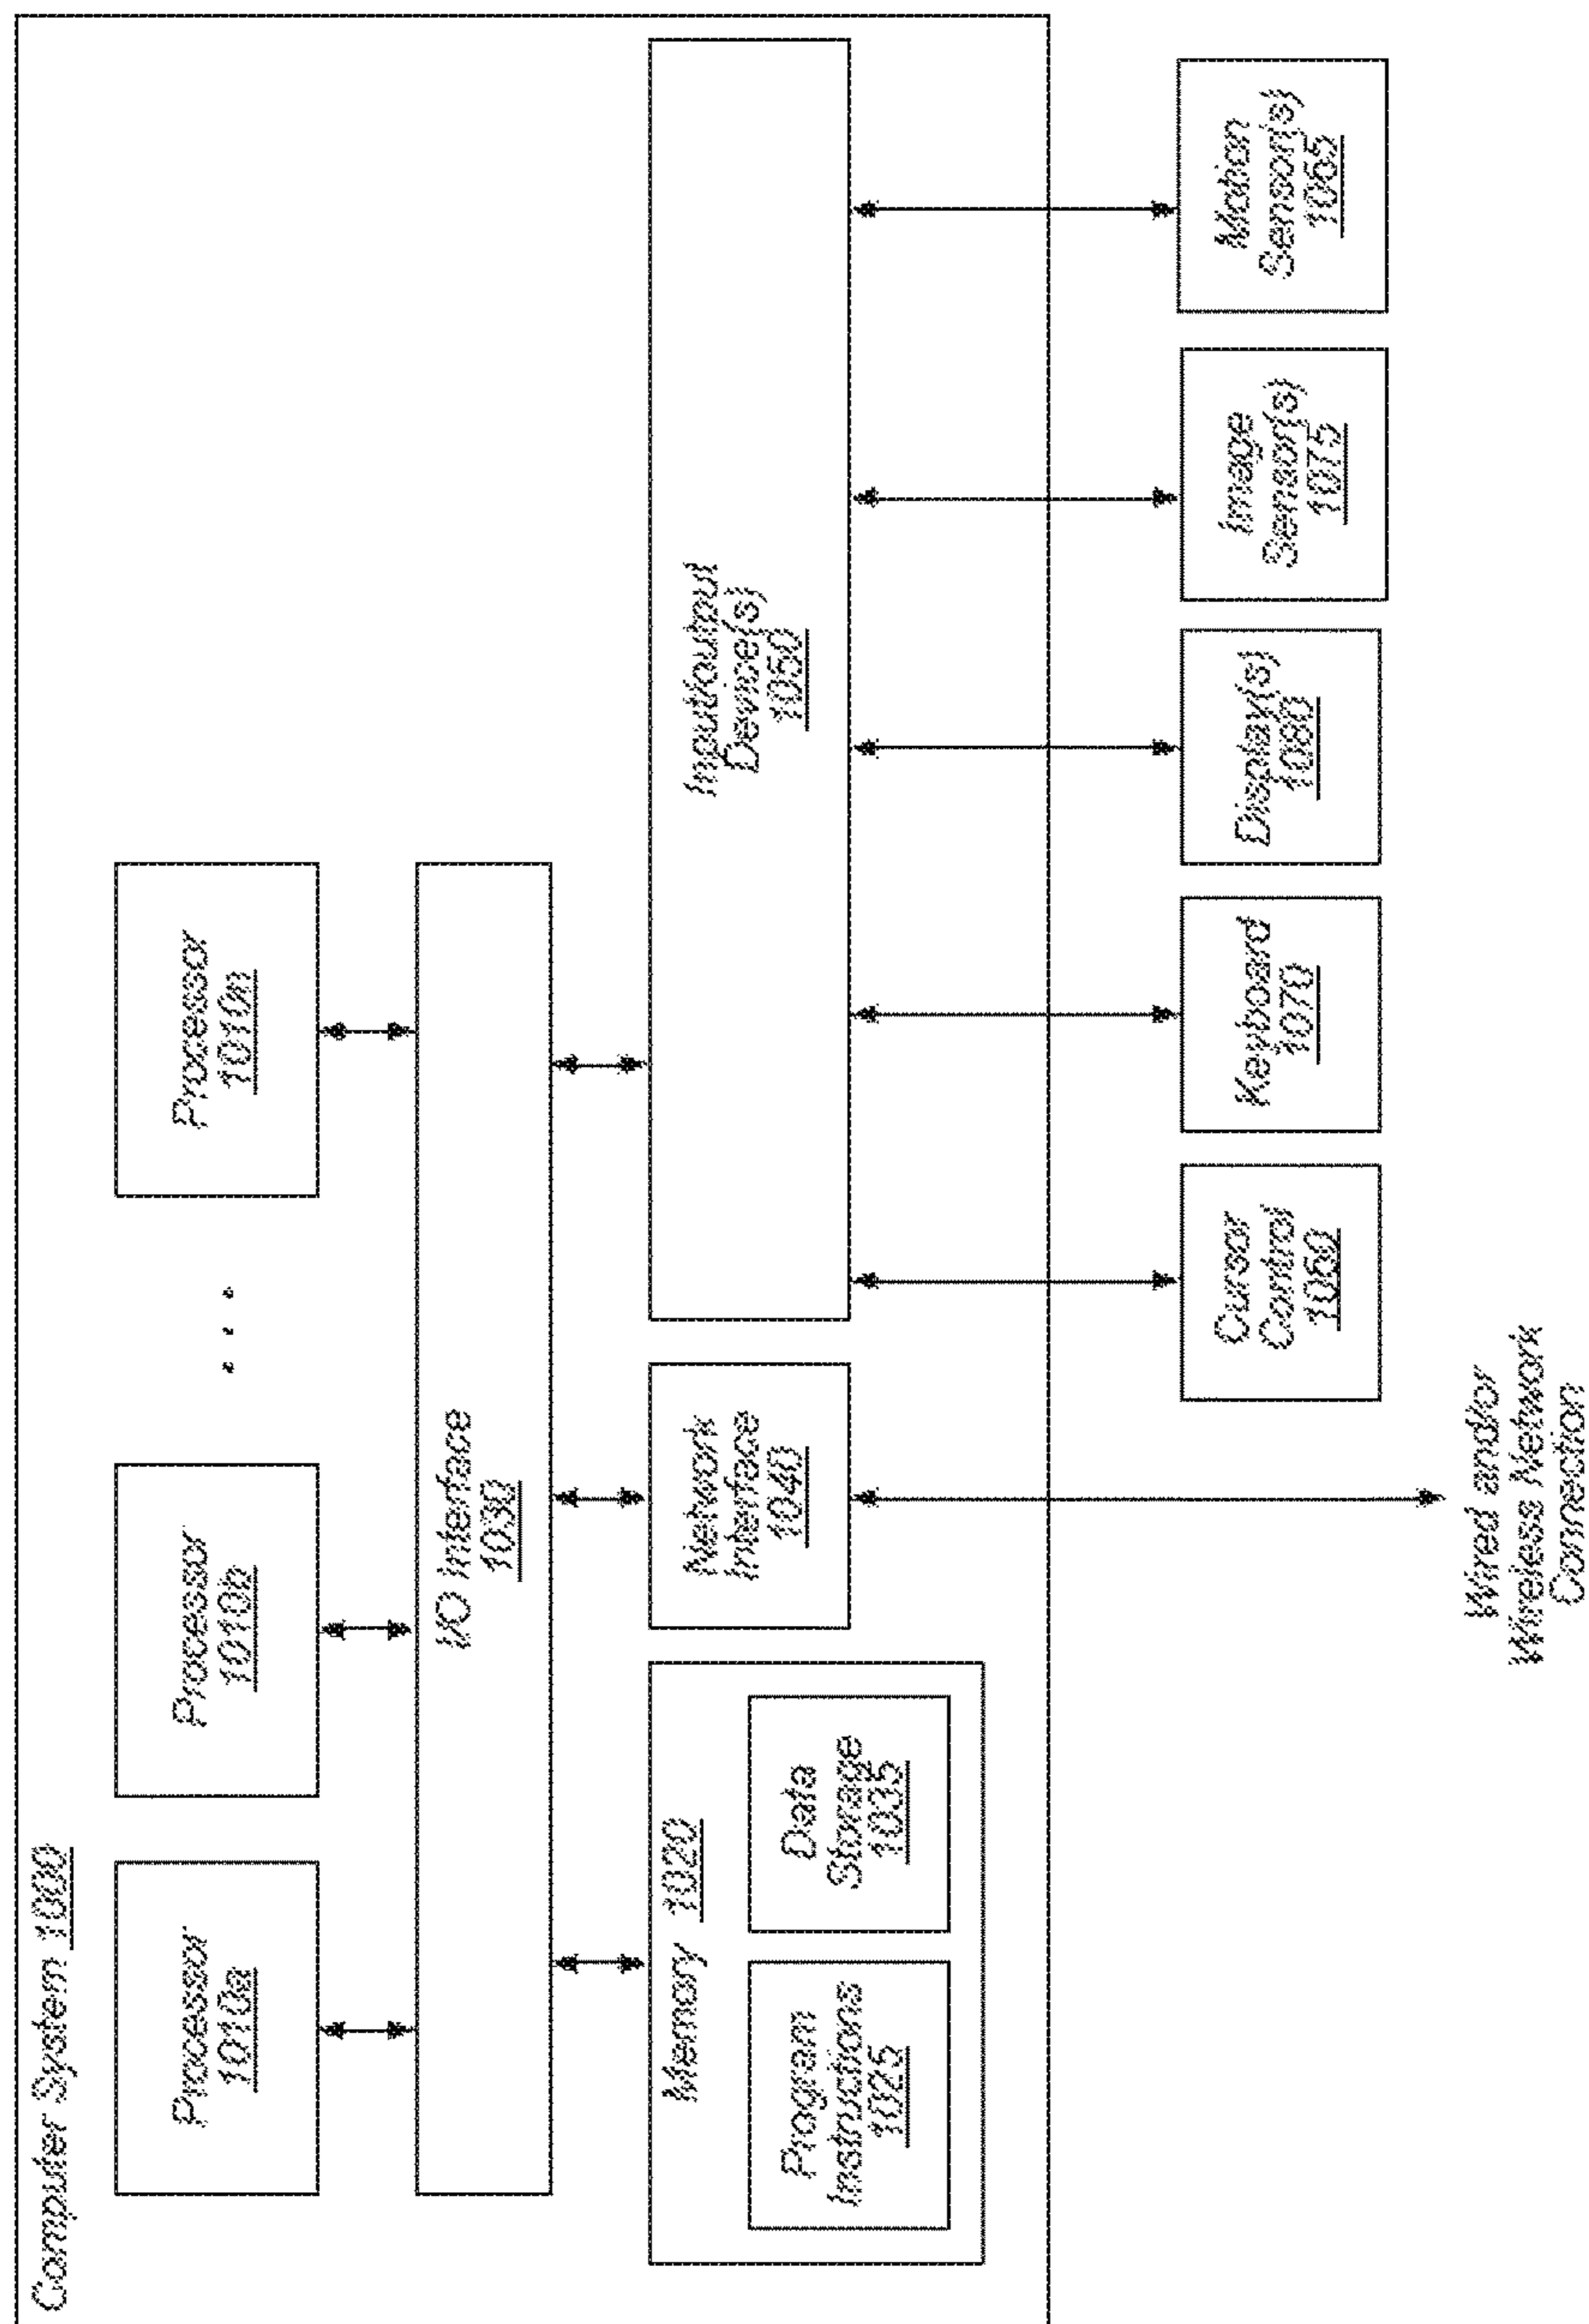 Computer System 1000
Processor
1010a
Processor
1010b
. . .
Processor
1010n
I/O interface
1030
Memory 1020
Program
Instructions
1025
Data
Storage
1035
Network
Interface
1040
Input/output
Device(s)
1050
Cursor
Control
1060
Keyboard
1070
Display(s)
1080
Image
Sensor(s)
1075
Motion
Sensor(s)
1065
Wired and/or
Wireless Network
Connection